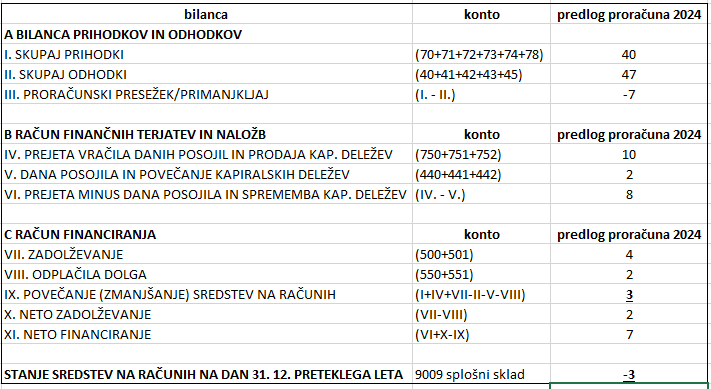 bilanca konto predlog proračuna 2024
A BILANCA PRIHODKOV IN ODHODKOV
I. SKUPAJ PRIHODKI (70+71+72+73+74+78) 40
II. SKUPAJ ODHODKI (40+41+42+43+45) 47
III. PRORAČUNSKI PRESEŽEK/PRIMANJKLJAJ (I. - II.) -7
B RAČUN FINANČNIH TERJATEV IN NALOŽB konto predlog proračuna 2024
IV. PREJETA VRAČILA DANIH POSOJIL IN PRODAJA KAP. DELEŽEV (750+751+752) 10
V. DANA POSOJILA IN POVEČANJE KAPIRALSKIH DELEŽEV (440+441+442) 2
VI. PREJETA MINUS DANA POSOJILA IN SPREMEMBA KAP. DELEŽEV (IV. - V.) 8
C RAČUN FINANCIRANJA konto predlog proračuna 2024
VII. ZADOLŽEVANJE (500+501) 4
VIII. ODPLAČILA DOLGA (550+551) 2
IX. POVEČANJE (ZMANJŠANJE) SREDSTEV NA RAČUNIH (I+IV+VII-II-V-VIII) 3
X. NETO ZADOLŽEVANJE (VII-VIII) 2
XI. NETO FINANCIRANJE (VI+X-IX) 7
STANJE SREDSTEV NA RAČUNIH NA DAN 31. 12. PRETEKLEGA LETA 9009 splošni sklad -3